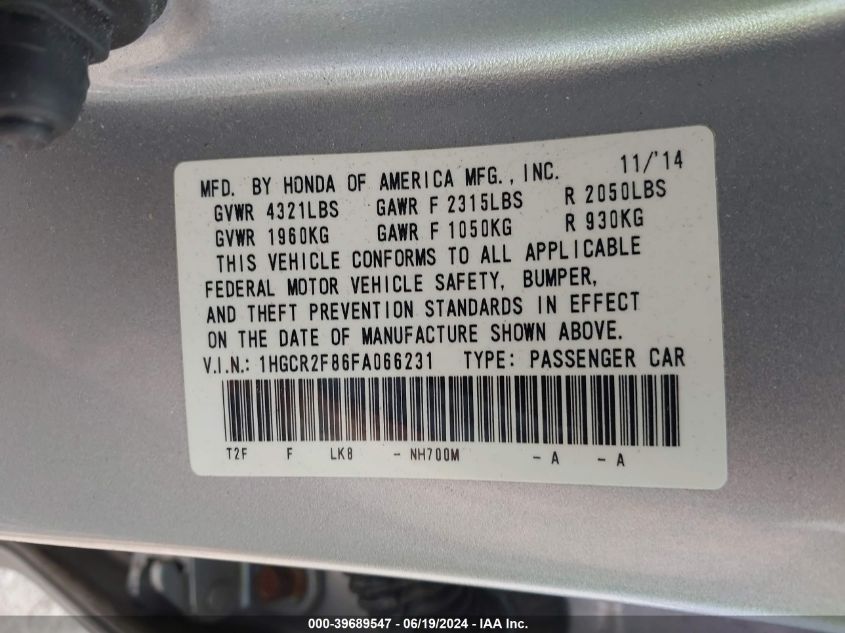 MFD. BY HONDA OF AMERICA MFG., INC. 11/'14
GVWR 4321LBS GAWR F 2315LBS R 2050LBS
GVWR 1960KG GAWR F 1050KG R 930KG
THIS VEHICLE CONFORMS TO ALL APPLICABLE
FEDERAL MOTOR VEHICLE SAFETY, BUMPER,
AND THEFT PREVENTION STANDARDS IN EFFECT
ON THE DATE OF MANUFACTURE SHOWN ABOVE.
V.I.N.: 1HGCR2F86FA066231 TYPE: PASSENGER CAR
T2F F LK8 - NH700M - A - A
000-39689547 / 06/19/2024 - IAA Inc.